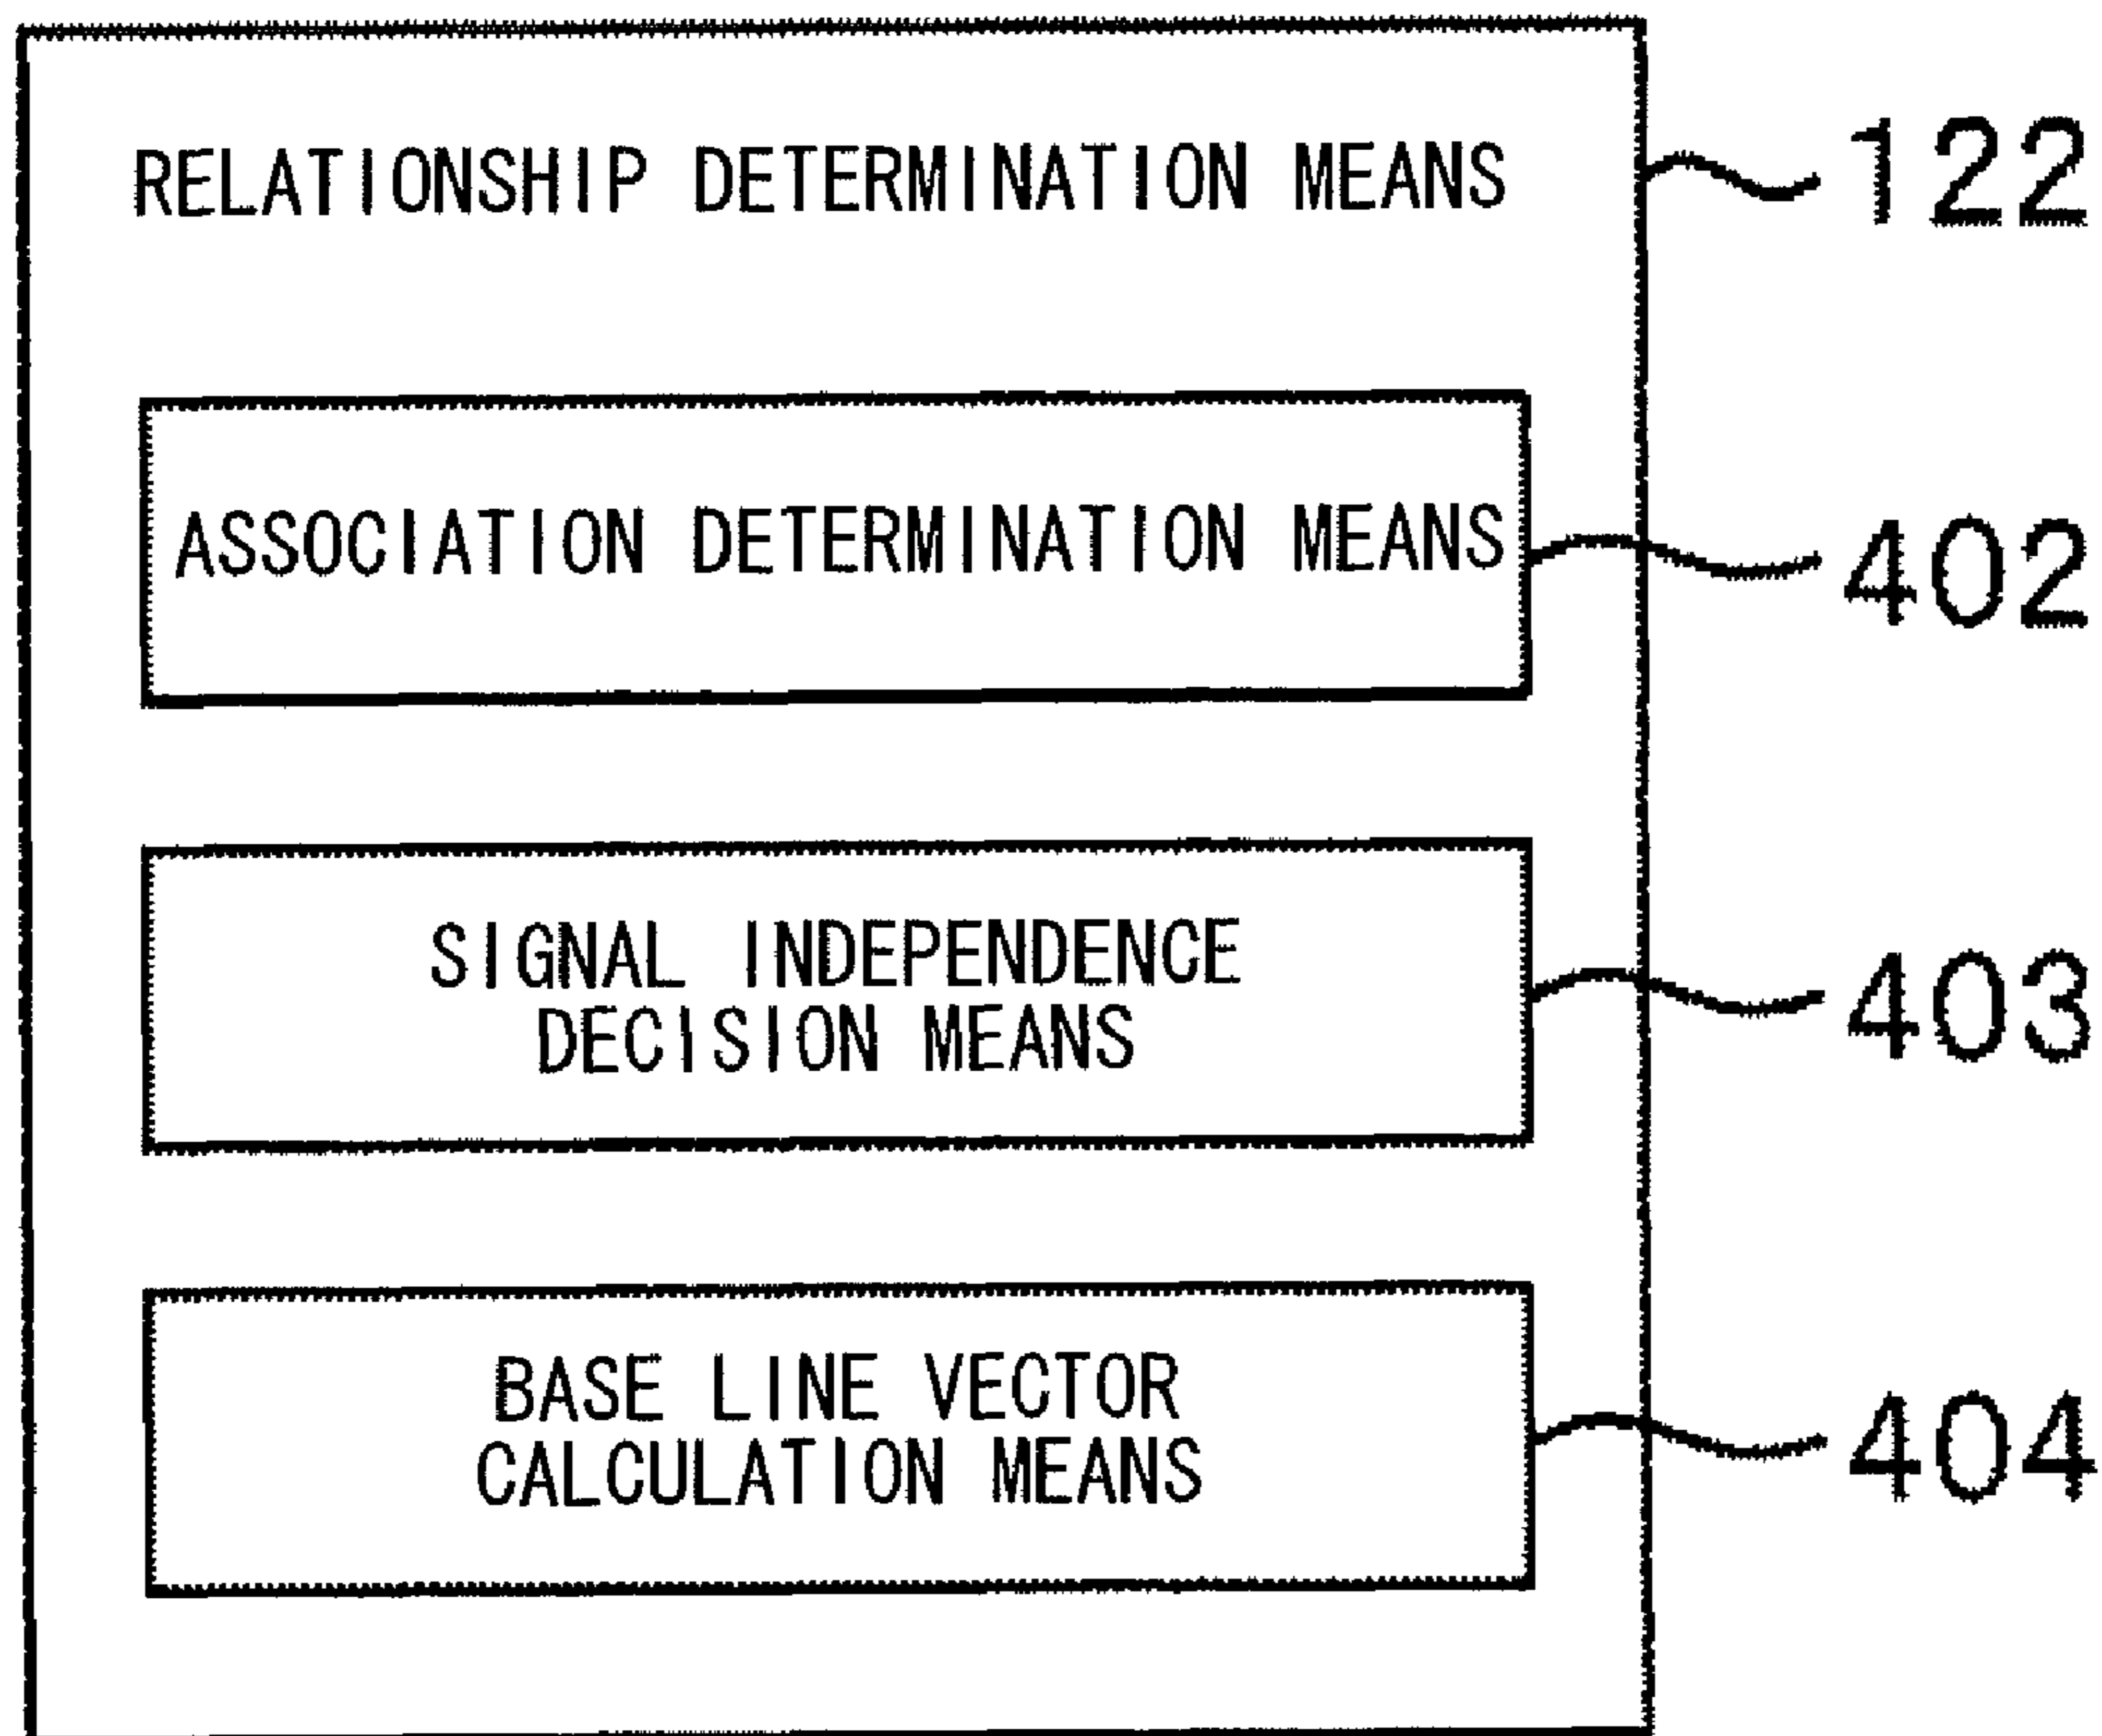 RELATIONSHIP DETERMINATION MEANS 122
ASSOCIATION DETERMINATION MEANS 402
SIGNAL INDEPENDENCE
DECISION MEANS 403
BASE LINE VECTOR
CALCULATION MEANS 404